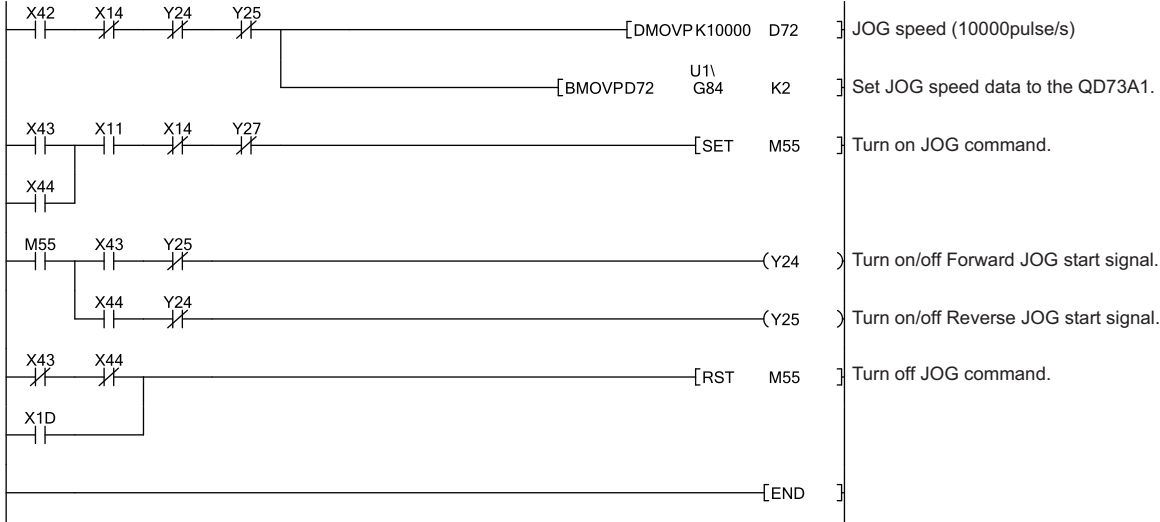 X42 X14 Y24 Y25
[DMOVP K10000 D72 ] JOG speed (10000pulse/s)
U1\
[BMOVP D72 G84 K2 ] Set JOG speed data to the QD73A1.
X43 X11 X14 Y27
[SET M55 ] Turn on JOG command.
X44
M55 X43 Y25
(Y24 ) Turn on/off Forward JOG start signal.
X44 Y24
(Y25 ) Turn on/off Reverse JOG start signal.
X43 X44
[RST M55 ] Turn off JOG command.
X1D
[END ]